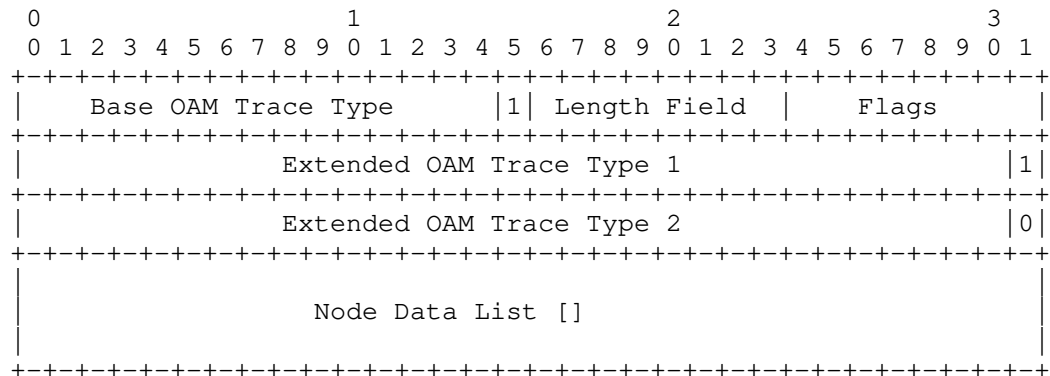 0                   1                   2                   3
 0 1 2 3 4 5 6 7 8 9 0 1 2 3 4 5 6 7 8 9 0 1 2 3 4 5 6 7 8 9 0 1
+-+-+-+-+-+-+-+-+-+-+-+-+-+-+-+-+-+-+-+-+-+-+-+-+-+-+-+-+-+-+-+-+
|    Base OAM Trace Type      |1| Length Field  |    Flags      |
+-+-+-+-+-+-+-+-+-+-+-+-+-+-+-+-+-+-+-+-+-+-+-+-+-+-+-+-+-+-+-+-+
|                Extended OAM Trace Type 1                    |1|
+-+-+-+-+-+-+-+-+-+-+-+-+-+-+-+-+-+-+-+-+-+-+-+-+-+-+-+-+-+-+-+-+
|                Extended OAM Trace Type 2                    |0|
+-+-+-+-+-+-+-+-+-+-+-+-+-+-+-+-+-+-+-+-+-+-+-+-+-+-+-+-+-+-+-+-+
|                                                               |
|                  Node Data List []                            |
|                                                               |
+-+-+-+-+-+-+-+-+-+-+-+-+-+-+-+-+-+-+-+-+-+-+-+-+-+-+-+-+-+-+-+-+